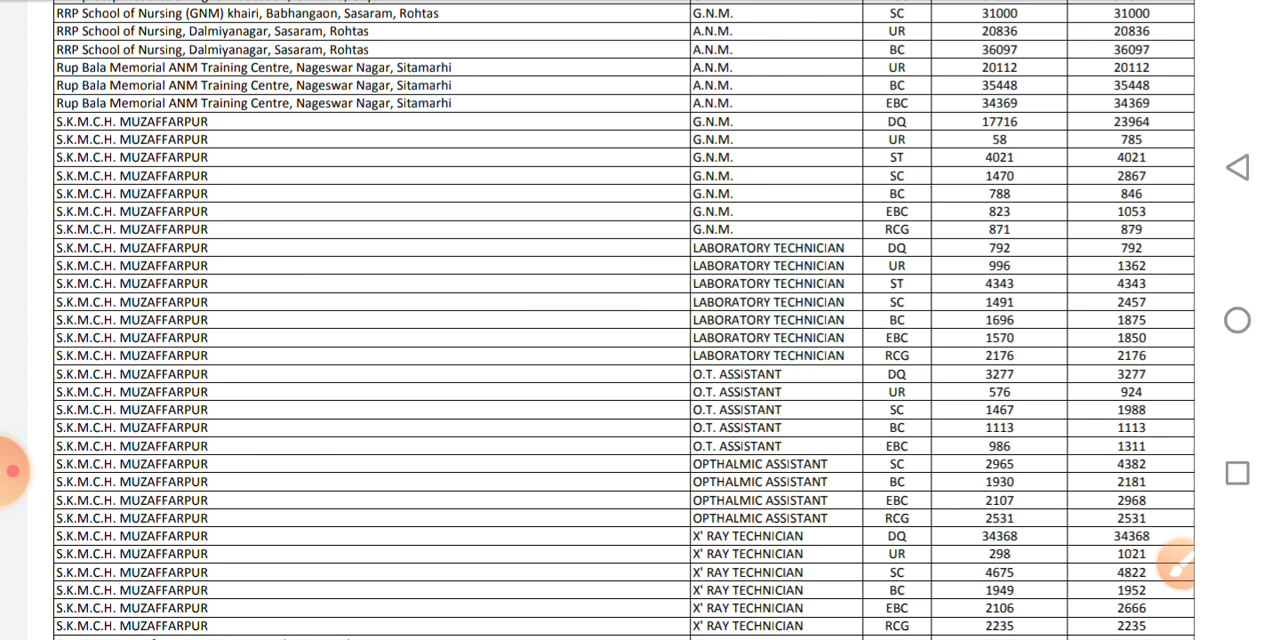 RRP School of Nursing (GNM) khairi, Babhangaon, Sasaram, Rohtas G.N.M. SC 31000 31000
RRP School of Nursing, Dalmiyanagar, Sasaram, Rohtas A.N.M. UR 20836 20836
RRP School of Nursing, Dalmiyanagar, Sasaram, Rohtas A.N.M. BC 36097 36097
Rup Bala Memorial ANM Training Centre, Nageswar Nagar, Sitamarhi A.N.M. UR 20112 20112
Rup Bala Memorial ANM Training Centre, Nageswar Nagar, Sitamarhi A.N.M. BC 35448 35448
Rup Bala Memorial ANM Training Centre, Nageswar Nagar, Sitamarhi A.N.M. EBC 34369 34369
S.K.M.C.H. MUZAFFARPUR G.N.M. DQ 17716 23964
S.K.M.C.H. MUZAFFARPUR G.N.M. UR 58 785
S.K.M.C.H. MUZAFFARPUR G.N.M. ST 4021 4021
S.K.M.C.H. MUZAFFARPUR G.N.M. SC 1470 2867
S.K.M.C.H. MUZAFFARPUR G.N.M. BC 788 846
S.K.M.C.H. MUZAFFARPUR G.N.M. EBC 823 1053
S.K.M.C.H. MUZAFFARPUR G.N.M. RCG 871 879
S.K.M.C.H. MUZAFFARPUR LABORATORY TECHNICIAN DQ 792 792
S.K.M.C.H. MUZAFFARPUR LABORATORY TECHNICIAN UR 996 1362
S.K.M.C.H. MUZAFFARPUR LABORATORY TECHNICIAN ST 4343 4343
S.K.M.C.H. MUZAFFARPUR LABORATORY TECHNICIAN SC 1491 2457
S.K.M.C.H. MUZAFFARPUR LABORATORY TECHNICIAN BC 1696 1875
S.K.M.C.H. MUZAFFARPUR LABORATORY TECHNICIAN EBC 1570 1850
S.K.M.C.H. MUZAFFARPUR LABORATORY TECHNICIAN RCG 2176 2176
S.K.M.C.H. MUZAFFARPUR O.T. ASSISTANT DQ 3277 3277
S.K.M.C.H. MUZAFFARPUR O.T. ASSISTANT UR 576 924
S.K.M.C.H. MUZAFFARPUR O.T. ASSISTANT SC 1467 1988
S.K.M.C.H. MUZAFFARPUR O.T. ASSISTANT BC 1113 1113
S.K.M.C.H. MUZAFFARPUR O.T. ASSISTANT EBC 986 1311
S.K.M.C.H. MUZAFFARPUR OPTHALMIC ASSISTANT SC 2965 4382
S.K.M.C.H. MUZAFFARPUR OPTHALMIC ASSISTANT BC 1930 2181
S.K.M.C.H. MUZAFFARPUR OPTHALMIC ASSISTANT EBC 2107 2968
S.K.M.C.H. MUZAFFARPUR OPTHALMIC ASSISTANT RCG 2531 2531
S.K.M.C.H. MUZAFFARPUR X' RAY TECHNICIAN DQ 34368 34368
S.K.M.C.H. MUZAFFARPUR X' RAY TECHNICIAN UR 298 1021
S.K.M.C.H. MUZAFFARPUR X' RAY TECHNICIAN SC 4675 4822
S.K.M.C.H. MUZAFFARPUR X' RAY TECHNICIAN BC 1949 1952
S.K.M.C.H. MUZAFFARPUR X' RAY TECHNICIAN EBC 2106 2666
S.K.M.C.H. MUZAFFARPUR X' RAY TECHNICIAN RCG 2235 2235